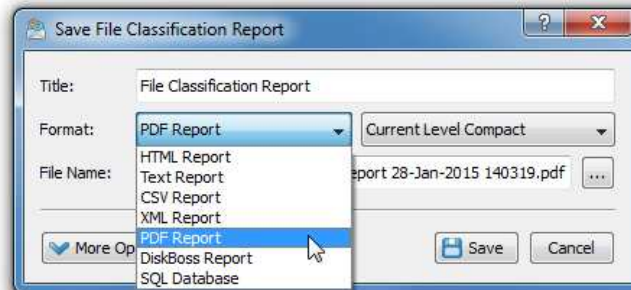 Save File Classification Report
Title: File Classification Report
Format: PDF Report Current Level Compact
HTML Report
File Name: Text Report eport 28-Jan-2015 140319.pdf ...
CSV Report
XML Report
More Op PDF Report Save Cancel
DiskBoss Report
SQL Database